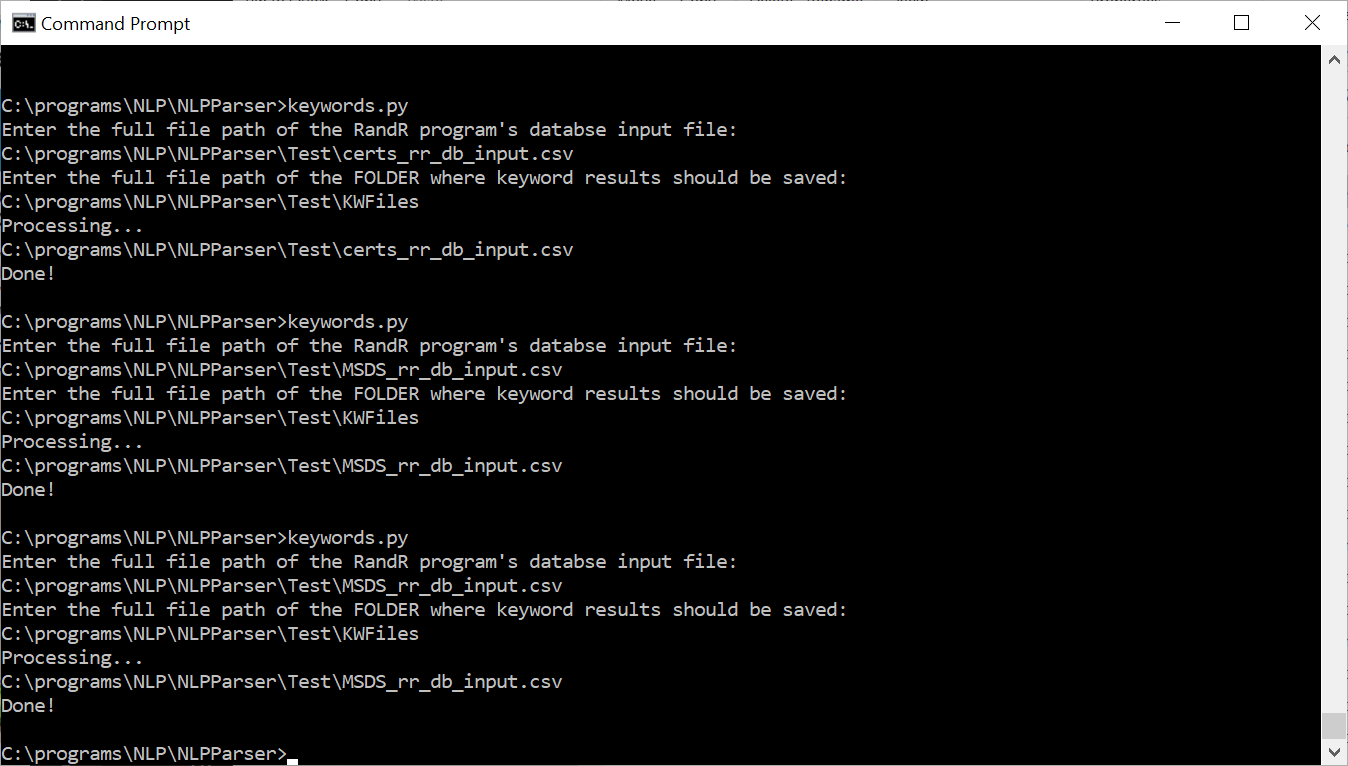 Command Prompt
C:\programs\NLP\NLPParser>keywords.py
Enter the full file path of the RandR program's databse input file:
C:\programs\NLP\NLPParser\Test\certs_rr_db_input.csv
Enter the full file path of the FOLDER where keyword results should be saved:
C:\programs\NLP\NLPParser\Test\KWFiles
Processing...
C:\programs\NLP\NLPParser\Test\certs_rr_db_input.csv
Done!
C:\programs\NLP\NLPParser>keywords.py
Enter the full file path of the RandR program's databse input file:
C:\programs\NLP\NLPParser\Test\MSDS_rr_db_input.csv
Enter the full file path of the FOLDER where keyword results should be saved:
C:\programs\NLP\NLPParser\Test\KWFiles
Processing...
C:\programs\NLP\NLPParser\Test\MSDS_rr_db_input.csv
Done!
C:\programs\NLP\NLPParser>keywords.py
Enter the full file path of the RandR program's databse input file:
C:\programs\NLP\NLPParser\Test\MSDS_rr_db_input.csv
Enter the full file path of the FOLDER where keyword results should be saved:
C:\programs\NLP\NLPParser\Test\KWFiles
Processing...
C:\programs\NLP\NLPParser\Test\MSDS_rr_db_input.csv
Done!
C:\programs\NLP\NLPParser>